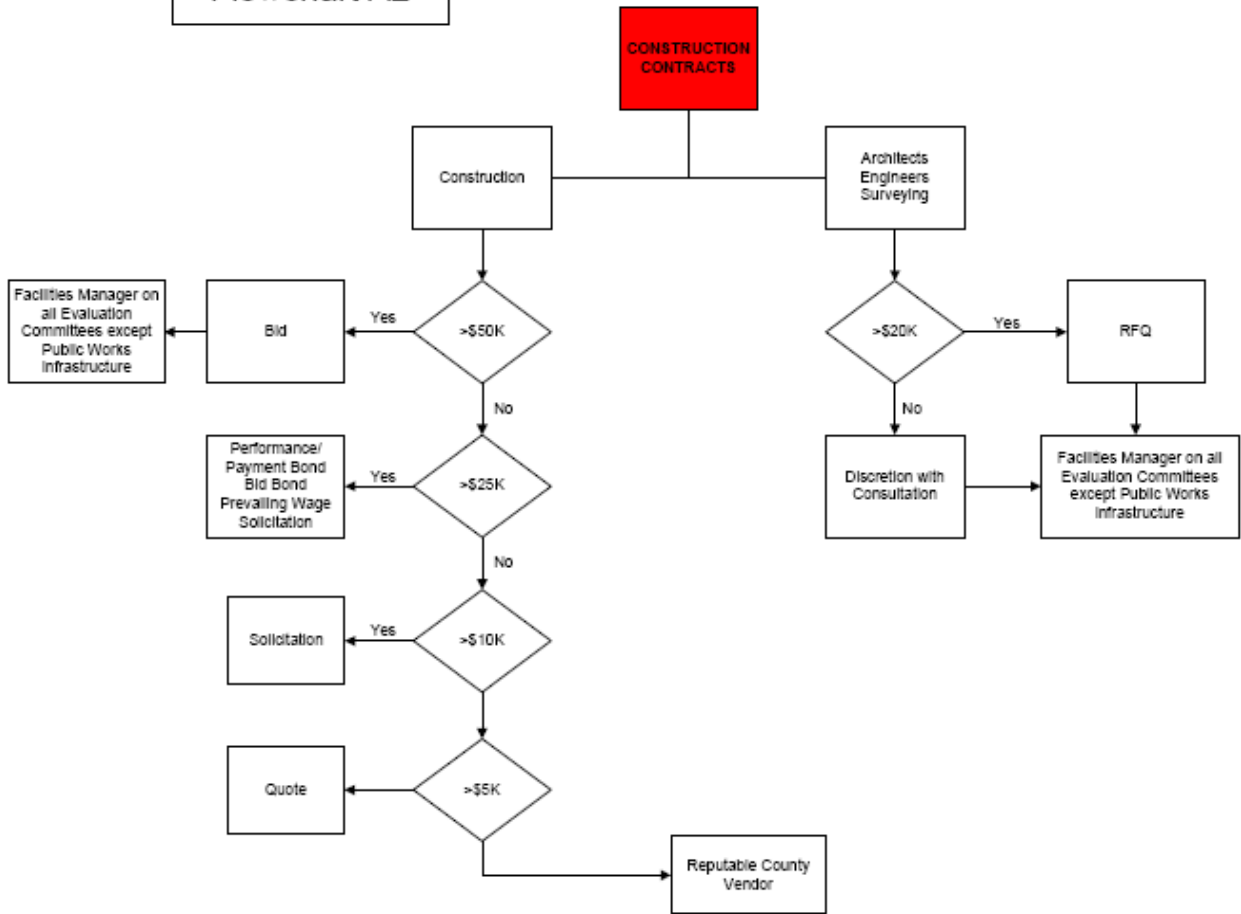 CONSTRUCTION
CONTRACTS
Construction
Architects
Engineers
Surveying
Facilities Manager on
all Evaluation
Committees except
Public Works
Infrastructure
Bid
Yes
>$50K
>$20K
Yes
RFQ
No
No
Performance/
Payment Bond
Bid Bond
Prevailing Wage
Solicitation
Yes
>$25K
Discretion with
Consultation
Facilities Manager on all
Evaluation Committees
except Public Works
Infrastructure
No
Solicitation
Yes
>$10K
Quote
>$5K
Reputable County
Vendor